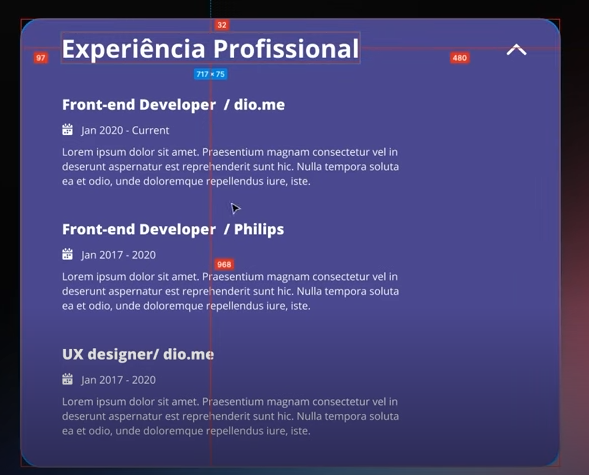 32
Experiência Profissional
97
480
717 × 75
Front-end Developer / dio.me
Jan 2020 - Current
Lorem ipsum dolor sit amet. Praesentium magnam consectetur vel in
deserunt aspernatur est reprehenderit sunt hic. Nulla tempora soluta
ea et odio, unde doloremque repellendus iure, iste.
Front-end Developer / Philips
Jan 2017 - 2020
968
Lorem ipsum dolor sit amet. Praesentium magnam consectetur vel in
deserunt aspernatur est reprehenderit sunt hic. Nulla tempora soluta
ea et odio, unde doloremque repellendus iure, iste.
UX designer/ dio.me
Jan 2017 - 2020
Lorem ipsum dolor sit amet. Praesentium magnam consectetur vel in
deserunt aspernatur est reprehenderit sunt hic. Nulla tempora soluta
ea et odio, unde doloremque repellendus iure, iste.